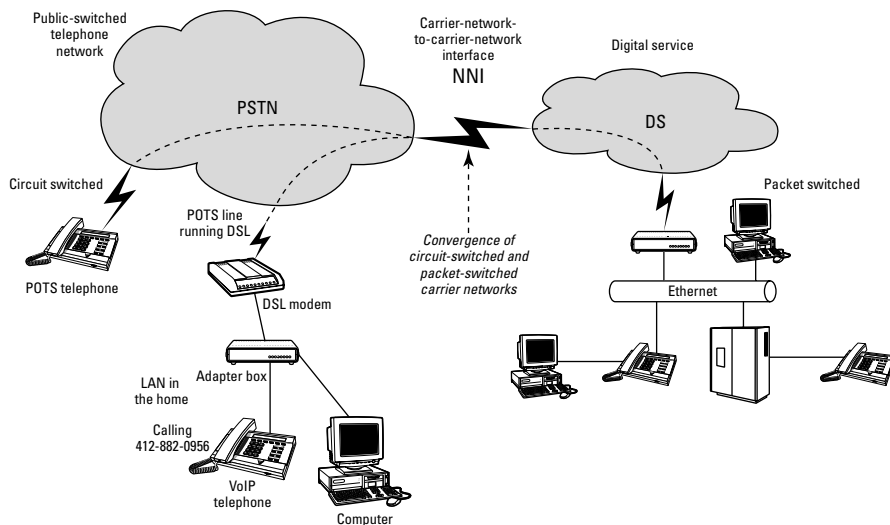 Public-switched
telephone
network
Carrier-network-
to-carrier-network
interface
NNI
Digital service
PSTN
DS
Circuit switched
POTS line
running DSL
Packet switched
Convergence of
circuit-switched and
packet-switched
carrier networks
POTS telephone
DSL modem
Ethernet
Adapter box
LAN in
the home
Calling
412-882-0956
VoIP
telephone
Computer